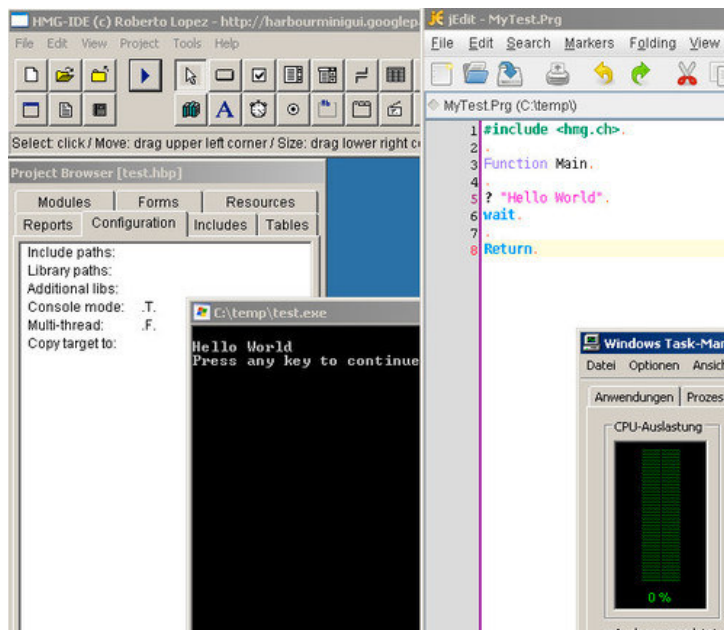 HMG-IDE (c) Roberto Lopez - http://harbourminigui.googlep
File Edit View Project Tools Help
Select: click / Move: drag upper left corner / Size: drag lower right c
Project Browser [test.hbp]
Modules Forms Resources
Reports Configuration Includes Tables
Include paths:
Library paths:
Additional libs:
Console mode: .T.
Multi-thread: .F.
Copy target to:
C:\temp\test.exe
Hello World
Press any key to continue
jEdit - MyTest.Prg
File Edit Search Markers Folding View
MyTest.Prg (C:\temp\)
1 #include <hmg.ch>.
2 .
3 Function Main.
4 .
5 ? "Hello World".
6 wait.
7 .
8 Return.
Windows Task-Man
Datei Optionen Ansich
Anwendungen Prozes
CPU-Auslastung
0 %